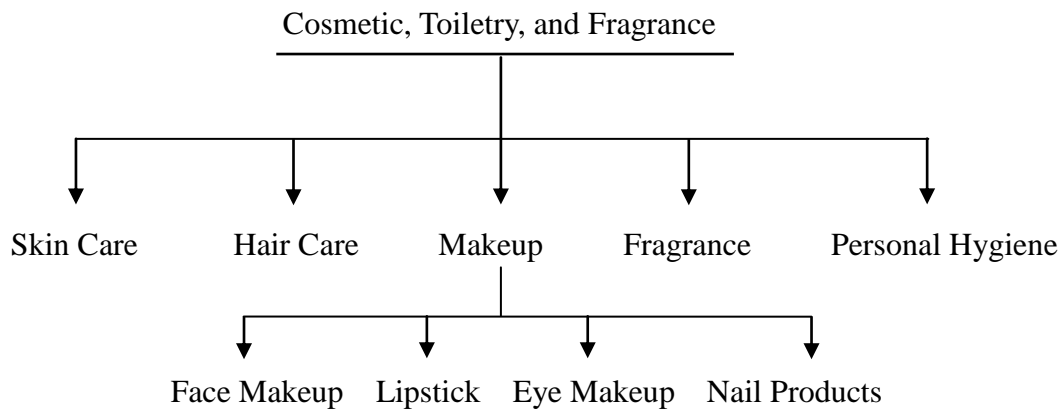 Cosmetic, Toiletry, and Fragrance
Skin Care Hair Care Makeup Fragrance Personal Hygiene
Face Makeup Lipstick Eye Makeup Nail Products